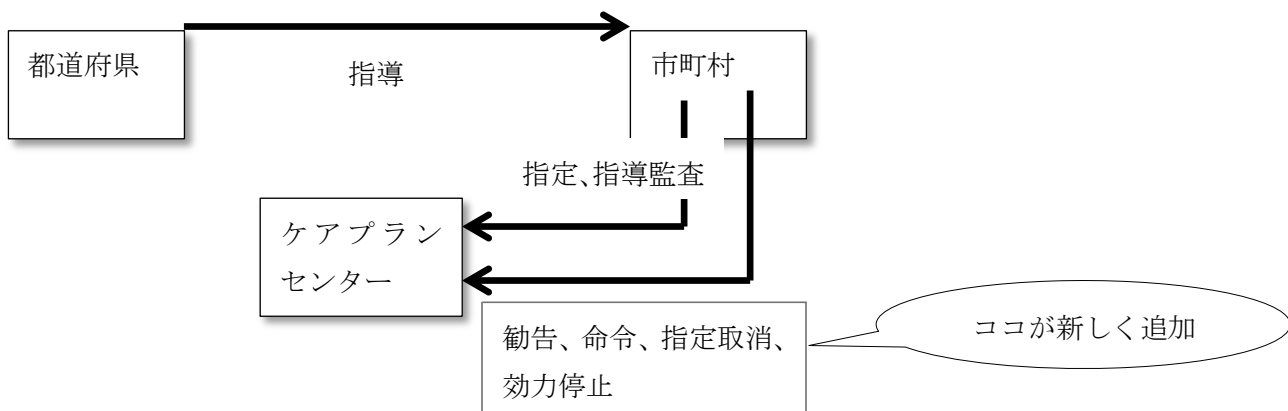 都道府県
指導
市町村
指定、指導監査
ケアプラン
センター
勧告、命令、指定取消、
効力停止
ココが新しく追加